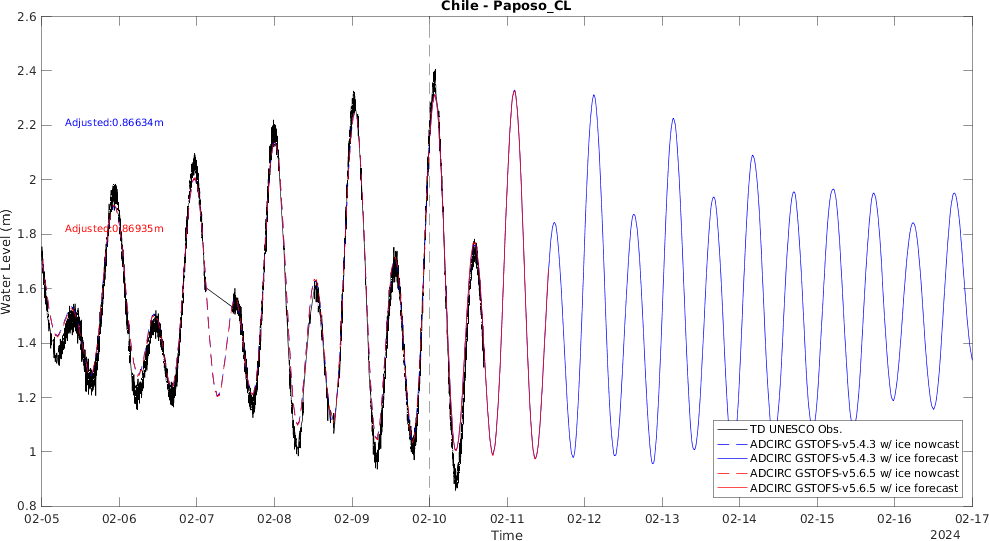 Chile - Paposo_CL
2.6
2.4
2.2
2
1.8
1.6
1.4
1.2
1
0.8
Water Level (m)
Adjusted:0.86634m
Adjusted:0.86935m
TD UNESCO Obs.
ADCIRC GSTOFS-v5.4.3 w/ ice nowcast
ADCIRC GSTOFS-v5.4.3 w/ ice forecast
ADCIRC GSTOFS-v5.6.5 w/ ice nowcast
ADCIRC GSTOFS-v5.6.5 w/ ice forecast
02-05 02-06 02-07 02-08 02-09 02-10 02-11 02-12 02-13 02-14 02-15 02-16 02-17
Time
2024